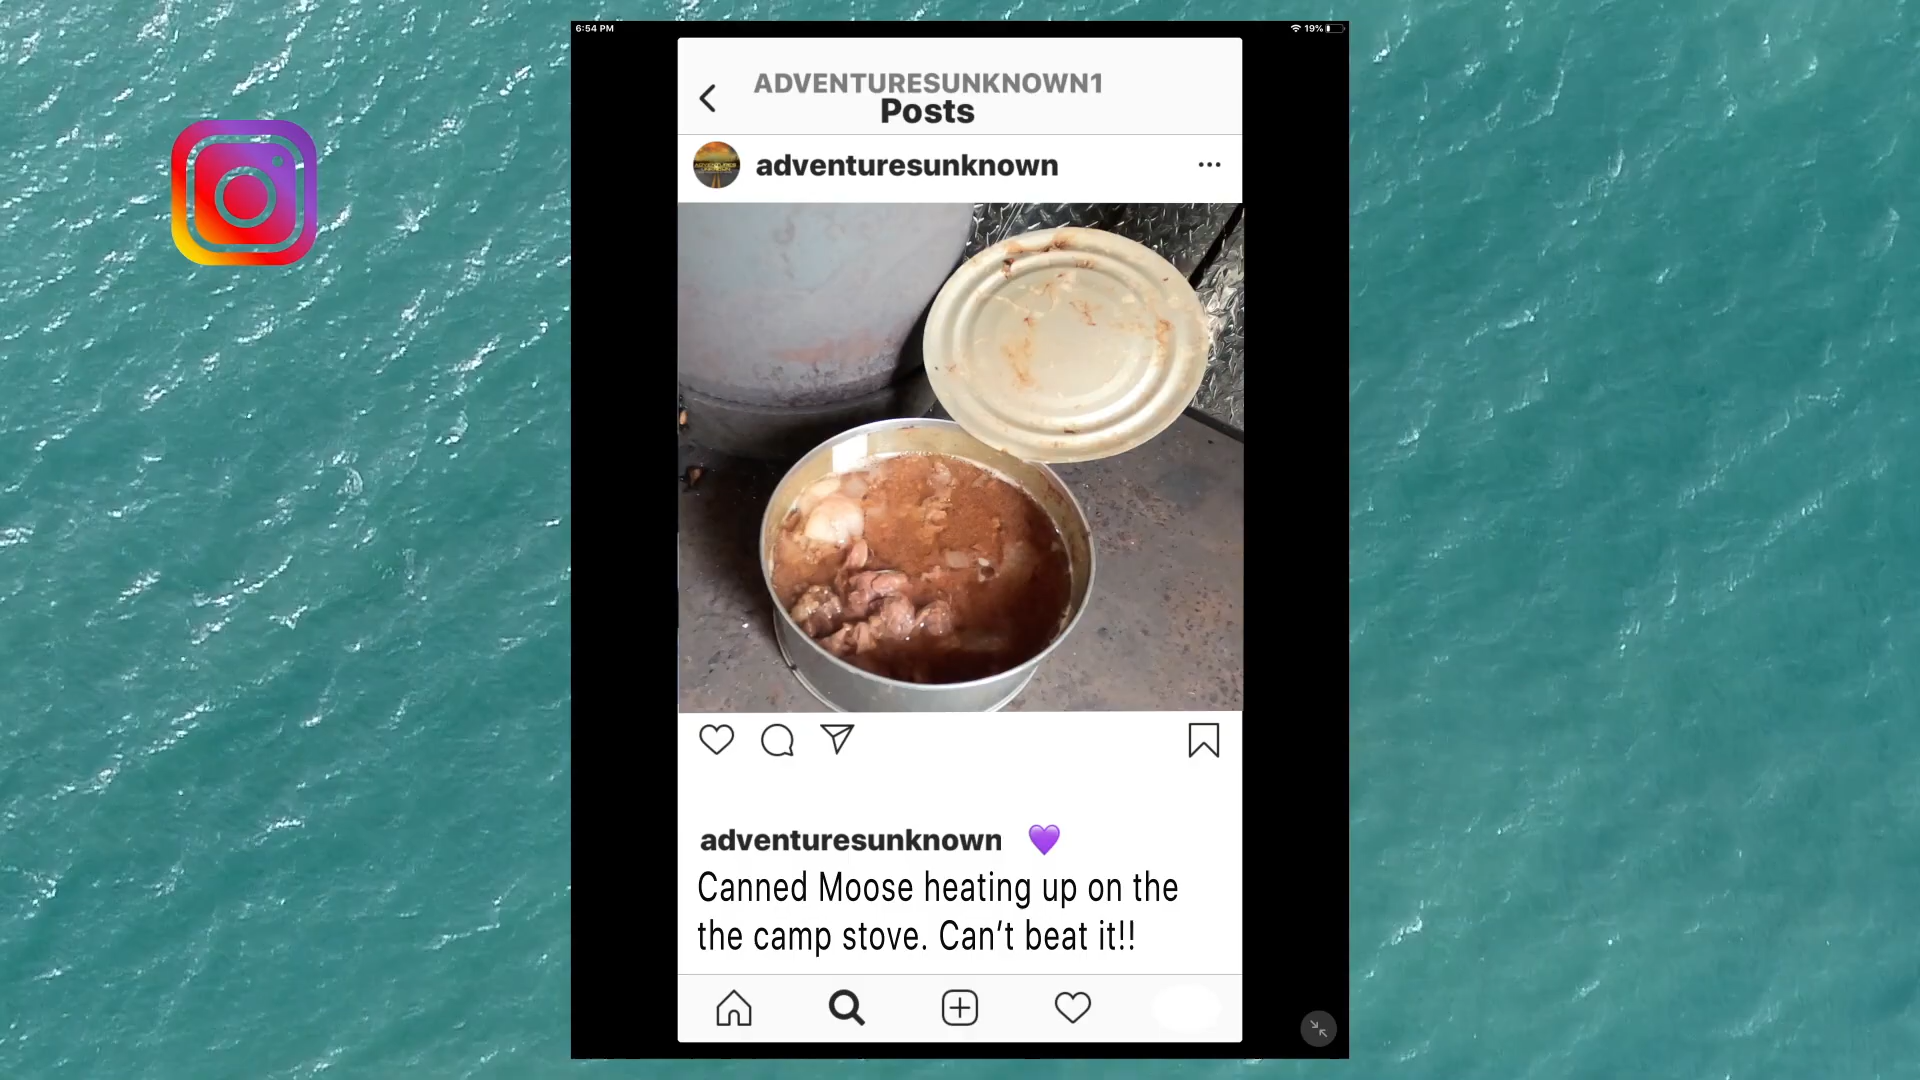 6:54 PM
19%
ADVENTURESUNKNOWN1
Posts
adventuresunknown
adventuresunknown 💜
Canned Moose heating up on the
the camp stove. Can't beat it!!